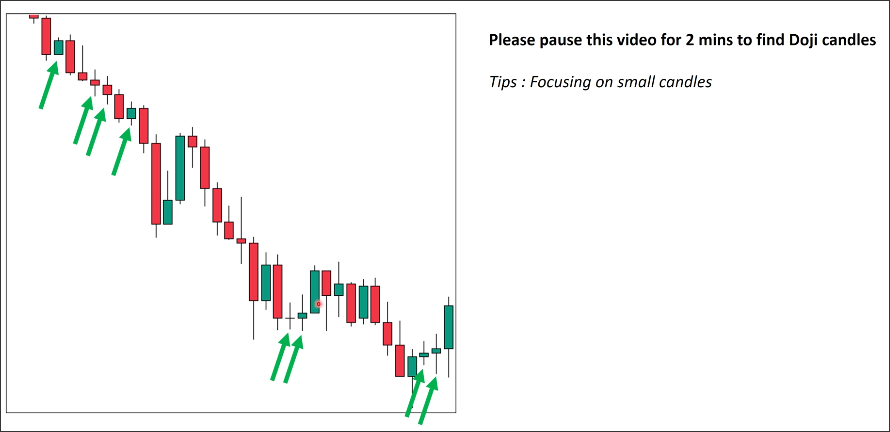 Please pause this video for 2 mins to find Doji candles
Tips : Focusing on small candles